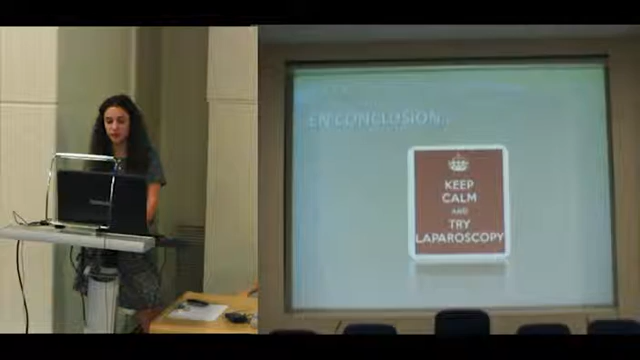 EN CONCLUSION..
KEEP
CALM
AND
TRY
LAPAROSCOPY